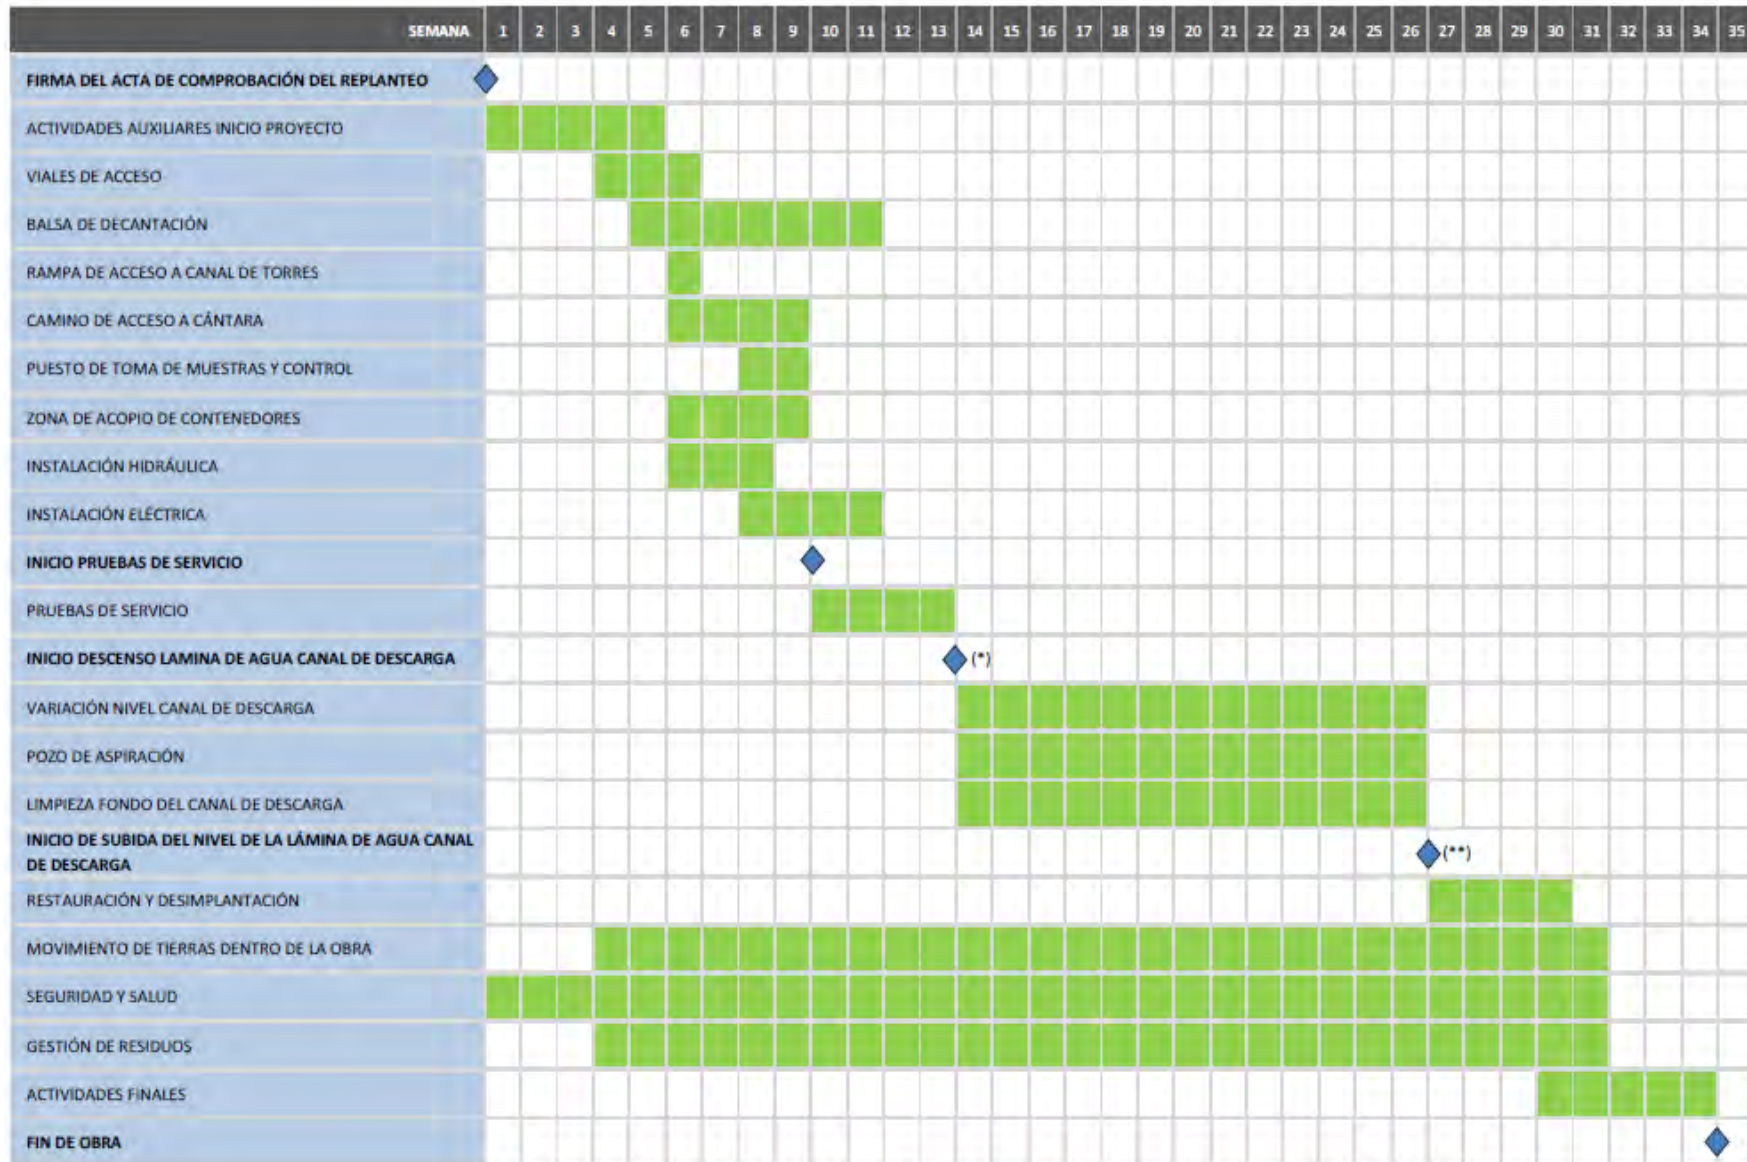 SEMANA 1 2 3 4 5 6 7 8 9 10 11 12 13 14 15 16 17 18 19 20 21 22 23 24 25 26 27 28 29 30 31 32 33 34 35
FIRMA DEL ACTA DE COMPROBACIÓN DEL REPLANTEO
ACTIVIDADES AUXILIARES INICIO PROYECTO
VIALES DE ACCESO
BALSA DE DECANTACIÓN
RAMPA DE ACCESO A CANAL DE TORRES
CAMINO DE ACCESO A CÁNTARA
PUESTO DE TOMA DE MUESTRAS Y CONTROL
ZONA DE ACOPIO DE CONTENEDORES
INSTALACIÓN HIDRÁULICA
INSTALACIÓN ELÉCTRICA
INICIO PRUEBAS DE SERVICIO
PRUEBAS DE SERVICIO
INICIO DESCENSO LAMINA DE AGUA CANAL DE DESCARGA (*)
VARIACIÓN NIVEL CANAL DE DESCARGA
POZO DE ASPIRACIÓN
LIMPIEZA FONDO DEL CANAL DE DESCARGA
INICIO DE SUBIDA DEL NIVEL DE LA LÁMINA DE AGUA CANAL
DE DESCARGA (**)
RESTAURACIÓN Y DESIMPLANTACIÓN
MOVIMIENTO DE TIERRAS DENTRO DE LA OBRA
SEGURIDAD Y SALUD
GESTIÓN DE RESIDUOS
ACTIVIDADES FINALES
FIN DE OBRA